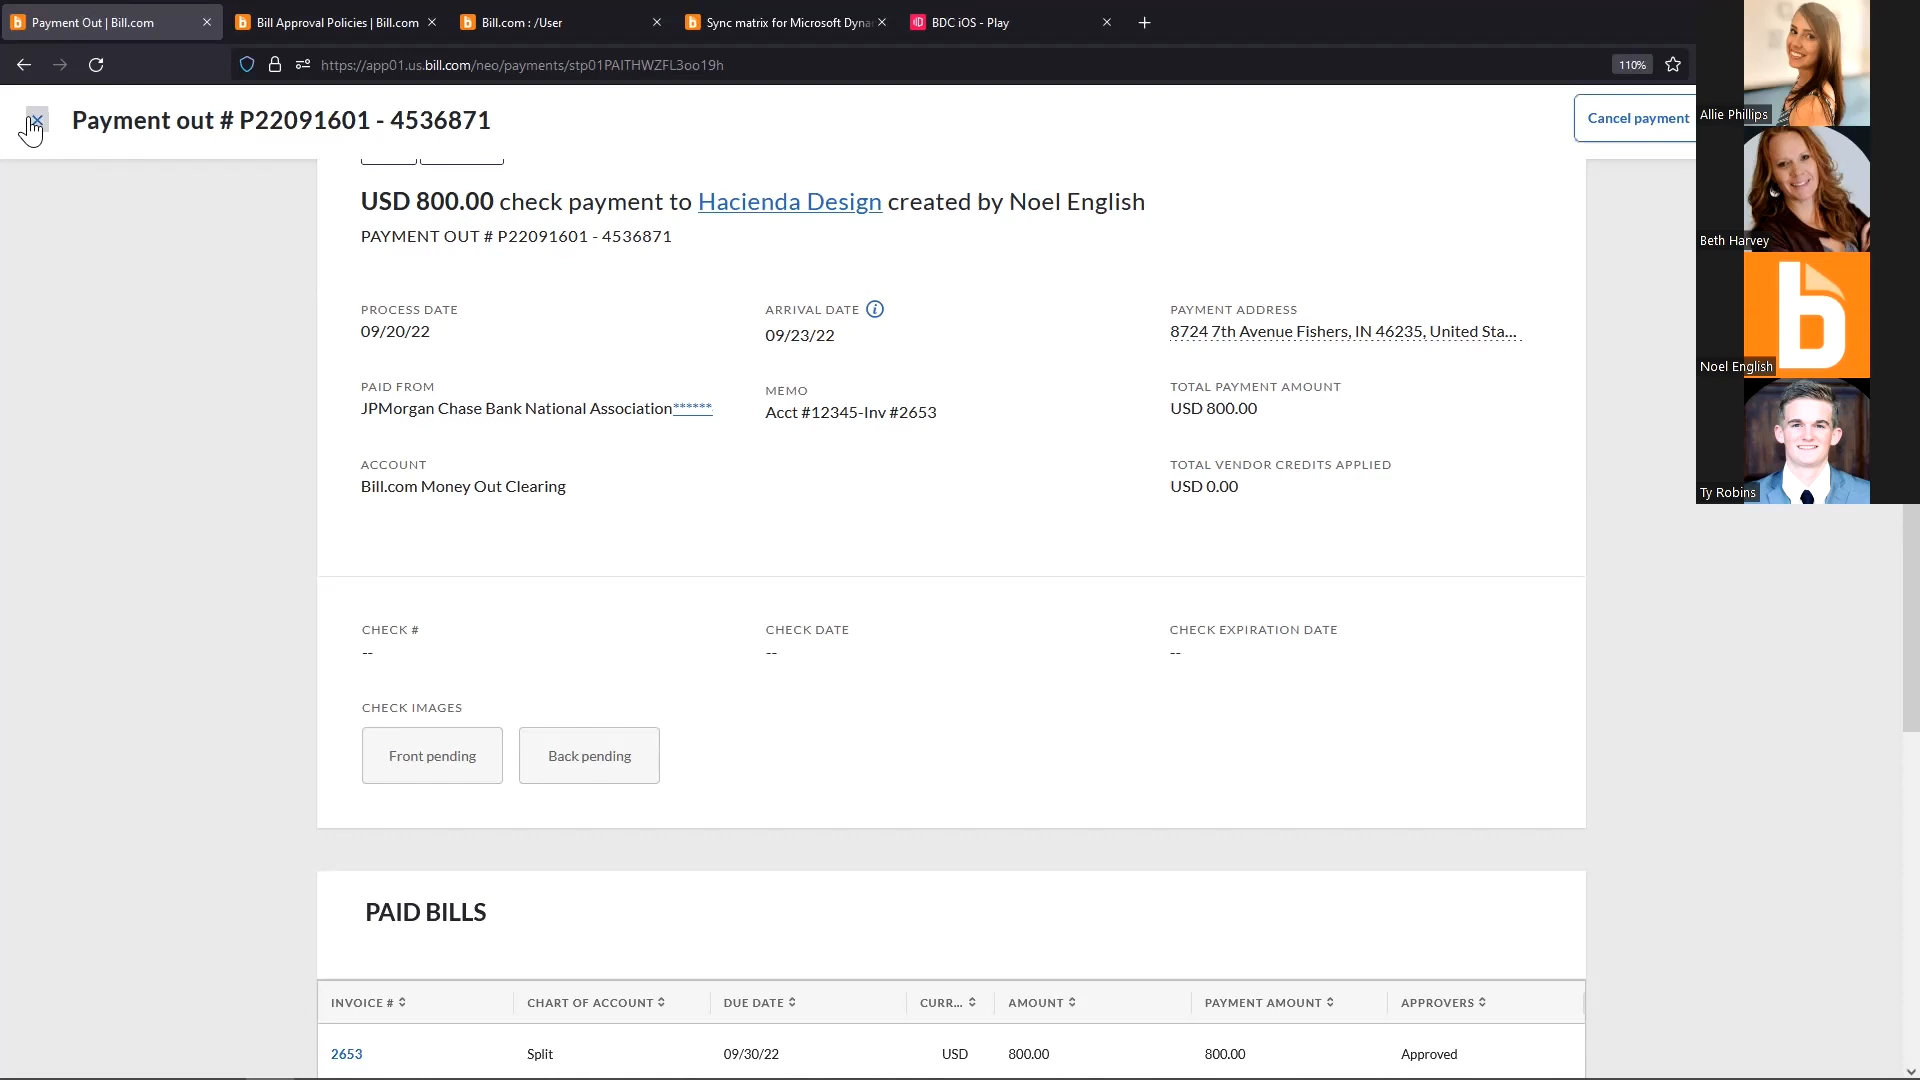 Payment Out | Bill.com
Bill Approval Policies | Bill.com
Bill.com : /User
Sync matrix for Microsoft Dyna
BDC iOS - Play
https://app01.us.bill.com/neo/payments/stp01PAITHWZFL3oo19h
110%
Payment out # P22091601 - 4536871
Cancel payment
Allie Phillips
Beth Harvey
Noel English
Ty Robins
USD 800.00 check payment to Hacienda Design created by Noel English
PAYMENT OUT # P22091601 - 4536871
PROCESS DATE
09/20/22
ARRIVAL DATE
09/23/22
PAYMENT ADDRESS
8724 7th Avenue Fishers, IN 46235, United Sta...
PAID FROM
JPMorgan Chase Bank National Association******
MEMO
Acct #12345-Inv #2653
TOTAL PAYMENT AMOUNT
USD 800.00
ACCOUNT
Bill.com Money Out Clearing
TOTAL VENDOR CREDITS APPLIED
USD 0.00
CHECK #
--
CHECK DATE
--
CHECK EXPIRATION DATE
--
CHECK IMAGES
Front pending
Back pending
PAID BILLS
INVOICE # CHART OF ACCOUNT DUE DATE CURR... AMOUNT PAYMENT AMOUNT APPROVERS
2653 Split 09/30/22 USD 800.00 800.00 Approved